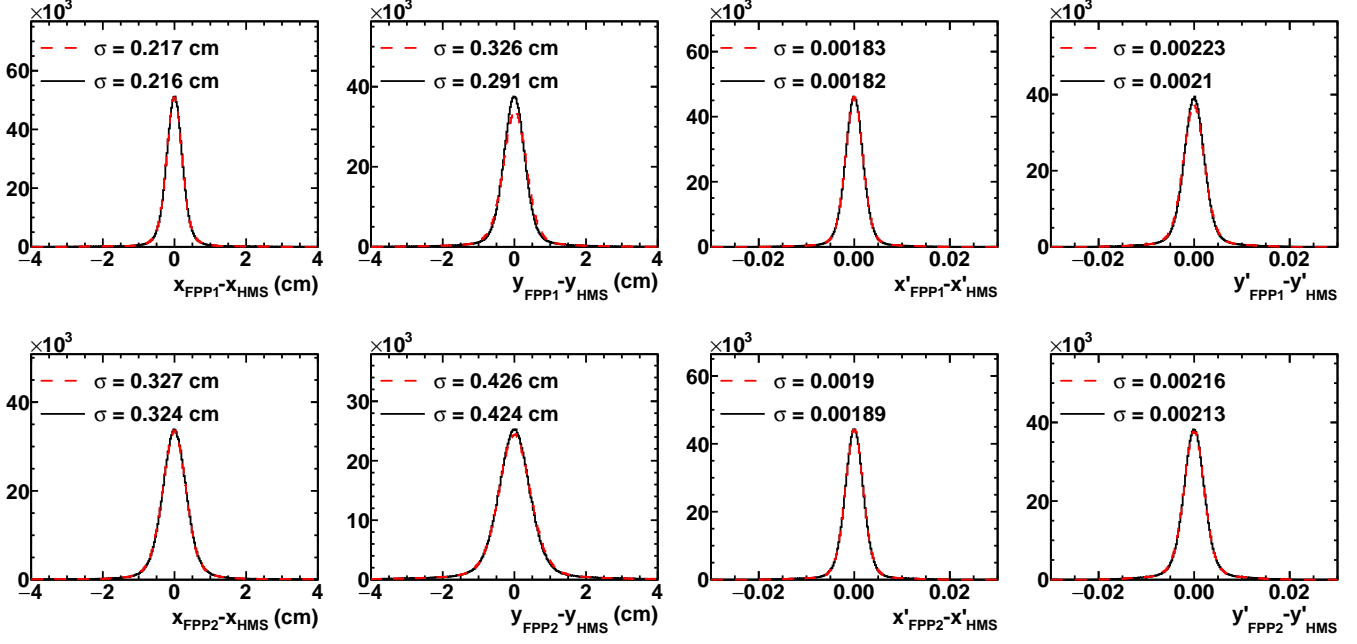 ×10³
σ = 0.217 cm
σ = 0.216 cm
60
40
20
0
−4 −2 0 2 4
x_FPP1-x_HMS (cm)
×10³
σ = 0.326 cm
σ = 0.291 cm
40
20
0
−4 −2 0 2 4
y_FPP1-y_HMS (cm)
×10³
σ = 0.00183
σ = 0.00182
60
40
20
0
−0.02 0.00 0.02
x'_FPP1-x'_HMS
×10³
σ = 0.00223
σ = 0.0021
40
20
0
−0.02 0.00 0.02
y'_FPP1-y'_HMS
×10³
σ = 0.327 cm
σ = 0.324 cm
40
20
0
−4 −2 0 2 4
x_FPP2-x_HMS (cm)
×10³
σ = 0.426 cm
σ = 0.424 cm
30
20
10
0
−4 −2 0 2 4
y_FPP2-y_HMS (cm)
×10³
σ = 0.0019
σ = 0.00189
60
40
20
0
−0.02 0.00 0.02
x'_FPP2-x'_HMS
×10³
σ = 0.00216
σ = 0.00213
40
20
0
−0.02 0.00 0.02
y'_FPP2-y'_HMS